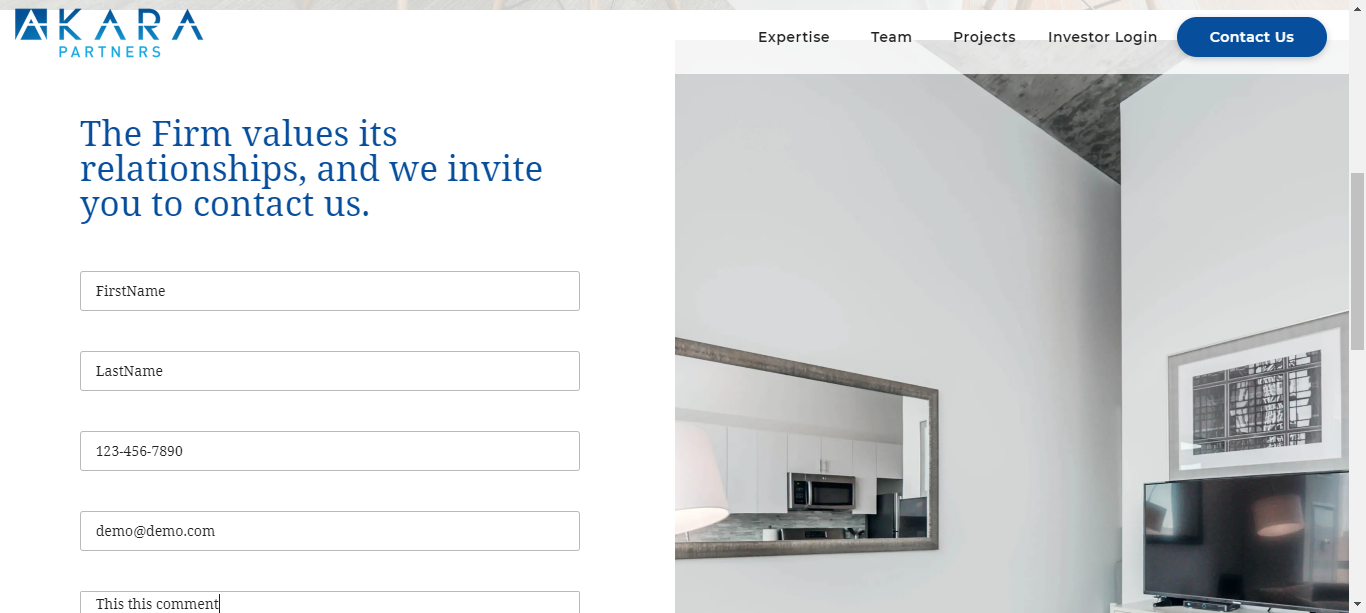 AKARA
PARTNERS
Expertise
Team
Projects
Investor Login
Contact Us
The Firm values its
relationships, and we invite
you to contact us.
FirstName
LastName
123-456-7890
demo@demo.com
This this comment